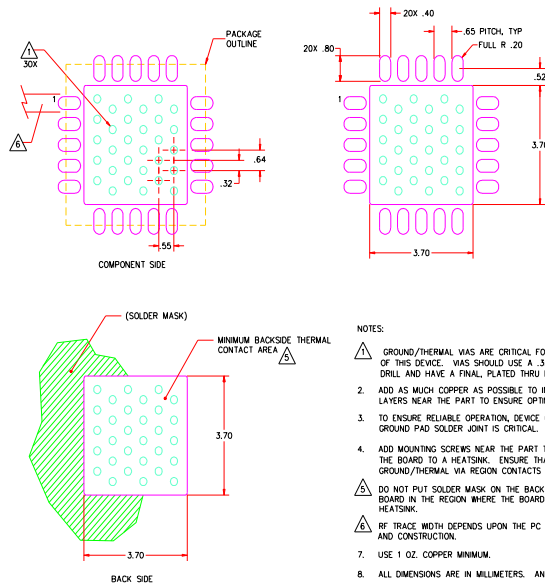 PACKAGE
OUTLINE
1
30X
1
6
.64
.32
.55
COMPONENT SIDE
20X .40
.65 PITCH, TYP
20X .80
FULL R .20
.52
1
3.70
3.70
(SOLDER MASK)
MINIMUM BACKSIDE THERMAL
CONTACT AREA 5
3.70
3.70
BACK SIDE
NOTES:
1 GROUND/THERMAL VIAS ARE CRITICAL FO
OF THIS DEVICE. VIAS SHOULD USE A .3
DRILL AND HAVE A FINAL, PLATED THRU
2. ADD AS MUCH COPPER AS POSSIBLE TO I
LAYERS NEAR THE PART TO ENSURE OPTI
3. TO ENSURE RELIABLE OPERATION, DEVICE
GROUND PAD SOLDER JOINT IS CRITICAL.
4. ADD MOUNTING SCREWS NEAR THE PART T
THE BOARD TO A HEATSINK. ENSURE THA
GROUND/THERMAL VIA REGION CONTACTS
5 DO NOT PUT SOLDER MASK ON THE BACK
BOARD IN THE REGION WHERE THE BOARD
HEATSINK.
6 RF TRACE WIDTH DEPENDS UPON THE PC
AND CONSTRUCTION.
7. USE 1 OZ. COPPER MINIMUM.
8. ALL DIMENSIONS ARE IN MILLIMETERS. AN